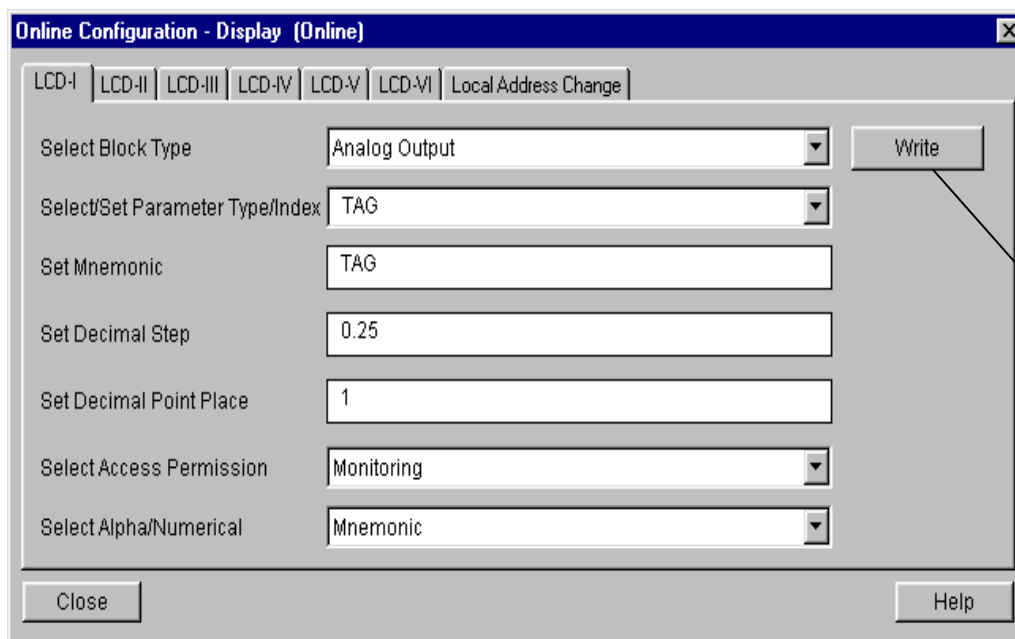 Online Configuration - Display (Online)
LCD-I LCD-II LCD-III LCD-IV LCD-V LCD-VI Local Address Change
Select Block Type Analog Output Write
Select/Set Parameter Type/Index TAG
Set Mnemonic TAG
Set Decimal Step 0.25
Set Decimal Point Place 1
Select Access Permission Monitoring
Select Alpha/Numerical Mnemonic
Close Help